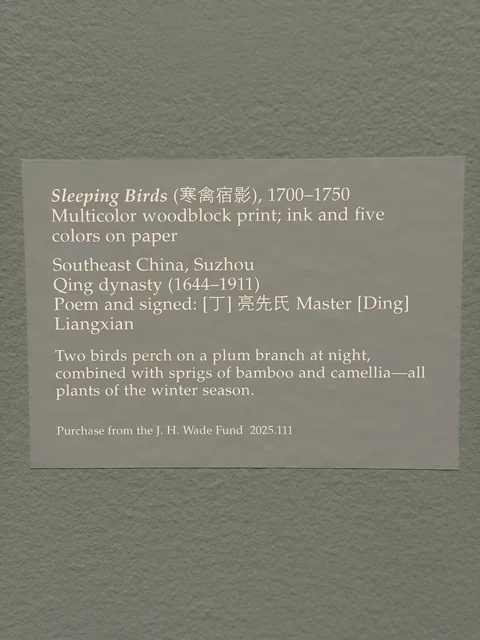 Sleeping Birds (寒禽宿影), 1700–1750
Multicolor woodblock print; ink and five
colors on paper
Southeast China, Suzhou
Qing dynasty (1644–1911)
Poem and signed: [丁] 亮先氏 Master [Ding]
Liangxian
Two birds perch on a plum branch at night,
combined with sprigs of bamboo and camellia—all
plants of the winter season.
Purchase from the J. H. Wade Fund 2025.111